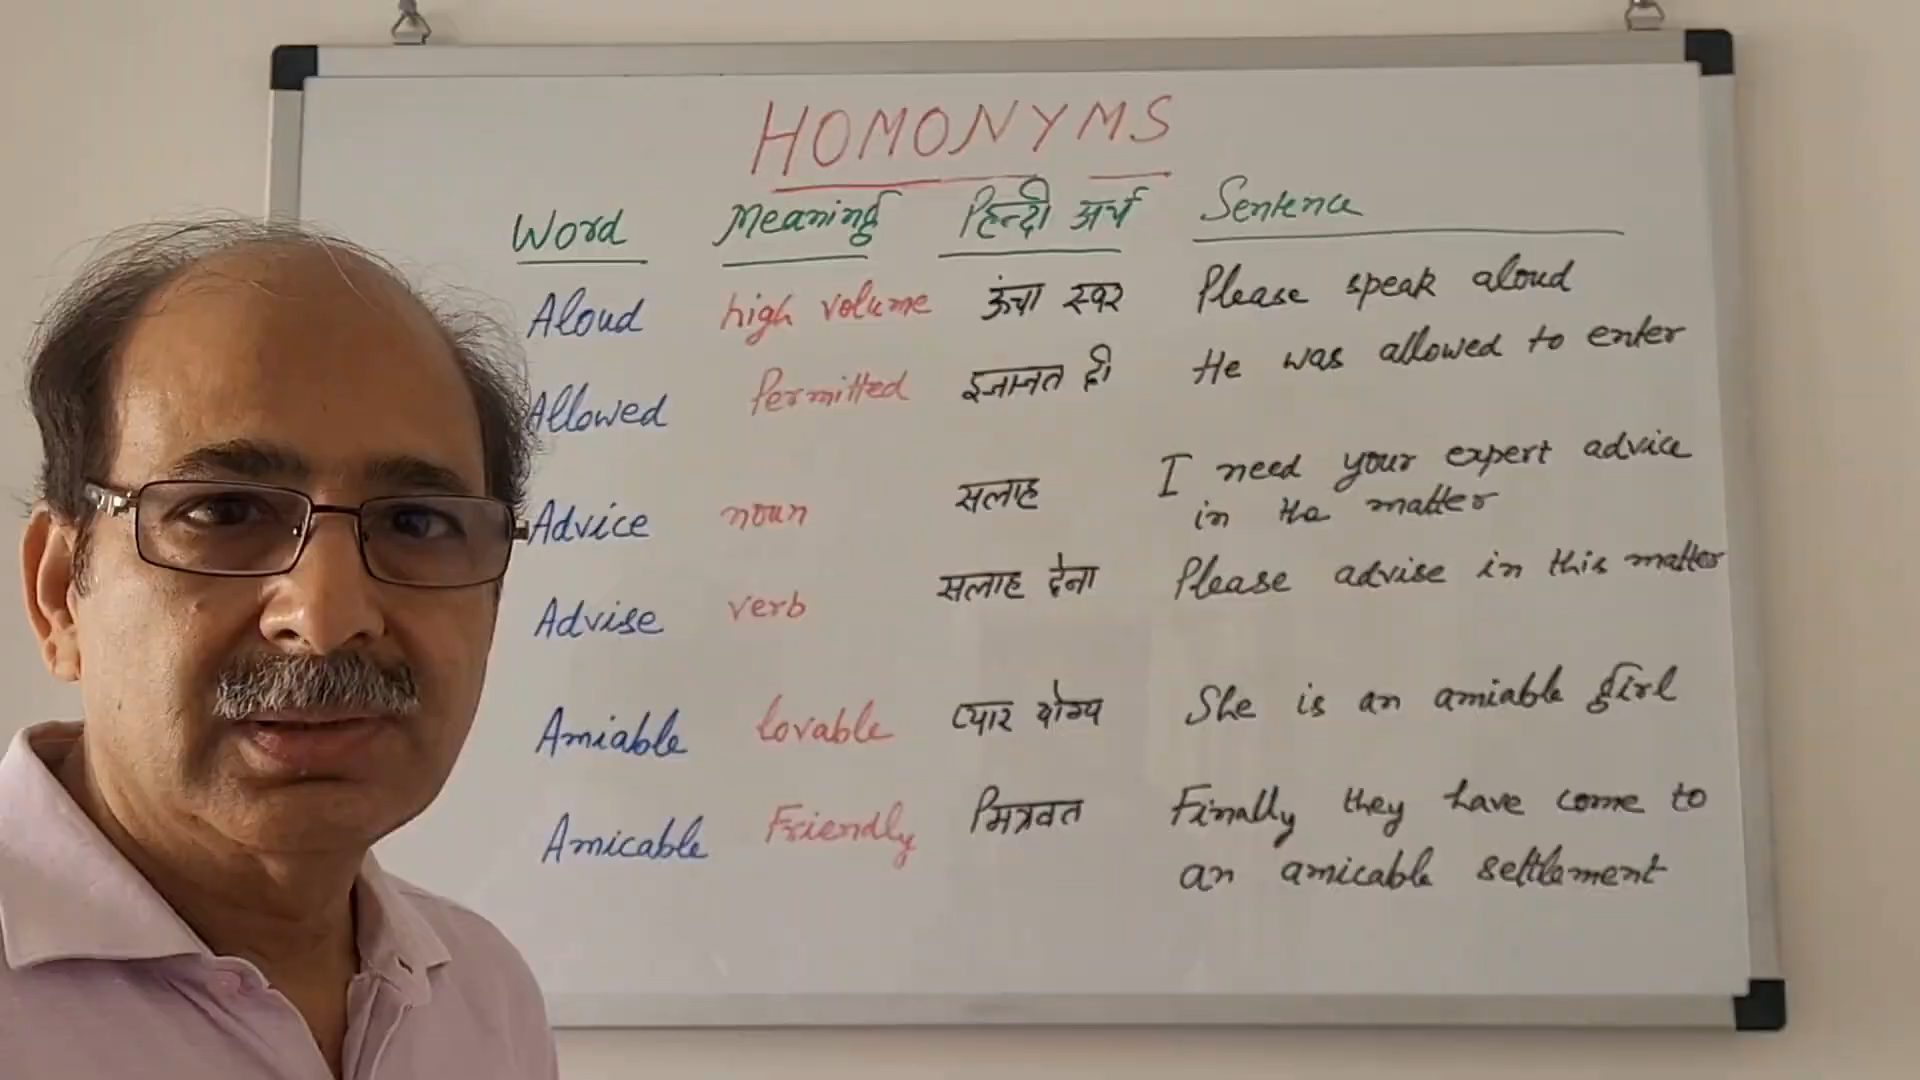 HOMONYMS
Word Meaning हिन्दी अर्थ Sentence
Aloud high volume ऊंचा स्वर Please speak aloud
Allowed Permitted इजाजत दी He was allowed to enter
Advice noun सलाह I need your expert advice
in the matter
Advise verb सलाह देना Please advise in this matter
Amiable lovable प्यार योग्य She is an amiable girl
Amicable Friendly मित्रवत Finally they have come to
an amicable settlement